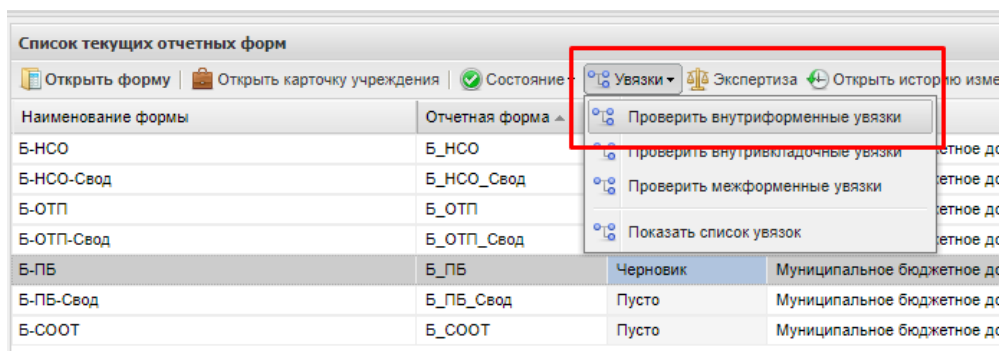 Список текущих отчетных форм
Открыть форму Открыть карточку учреждения Состояние Увязки Экспертиза Открыть историю изме
Наименование формы Отчетная форма Проверить внутриформенные увязки
Б-НСО Б_НСО Проверить внутривкладочные увязки етное до
Б-НСО-Свод Б_НСО_Свод Проверить межформенные увязки етное до
Б-ОТП Б_ОТП етное до
Б-ОТП-Свод Б_ОТП_Свод Показать список увязок етное до
Б-ПБ Б_ПБ Черновик Муниципальное бюджетное до
Б-ПБ-Свод Б_ПБ_Свод Пусто Муниципальное бюджетное до
Б-СООТ Б_СООТ Пусто Муниципальное бюджетное до